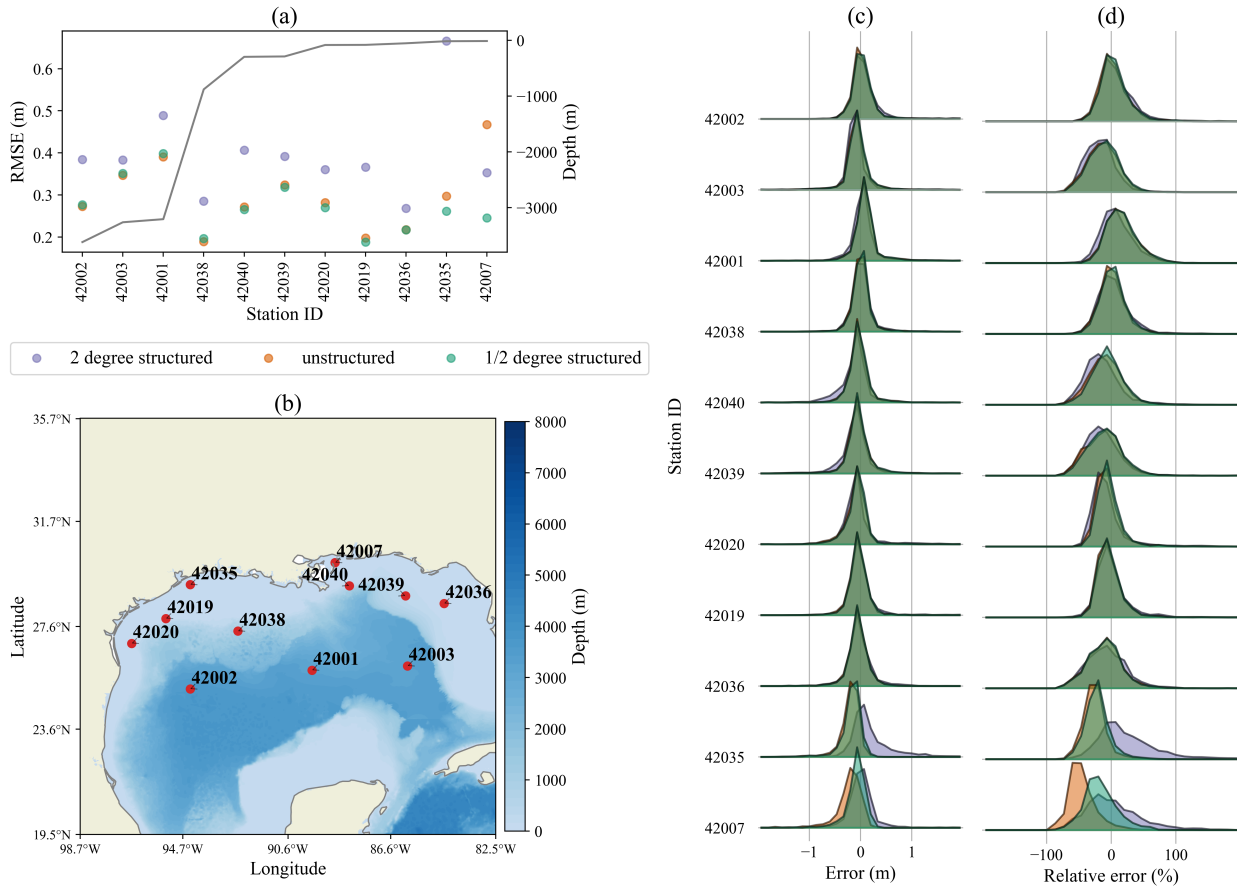 (a)
0.6
0.5
0.4
0.3
0.2
RMSE (m)
0
−1000
−2000
−3000
Depth (m)
42002
42003
42001
42038
42040
42039
42020
42019
42036
42035
42007
Station ID
2 degree structured unstructured 1/2 degree structured
(b)
35.7°N
31.7°N
27.6°N
23.6°N
19.5°N
Latitude
98.7°W 94.7°W 90.6°W 86.6°W 82.5°W
Longitude
42007
42035
42040
42039
42036
42019
42038
42020
42001
42003
42002
8000
7000
6000
5000
4000
3000
2000
1000
0
Depth (m)
(c)
42002
42003
42001
42038
42040
42039
42020
42019
42036
42035
42007
Station ID
−1 0 1
Error (m)
(d)
−100 0 100
Relative error (%)